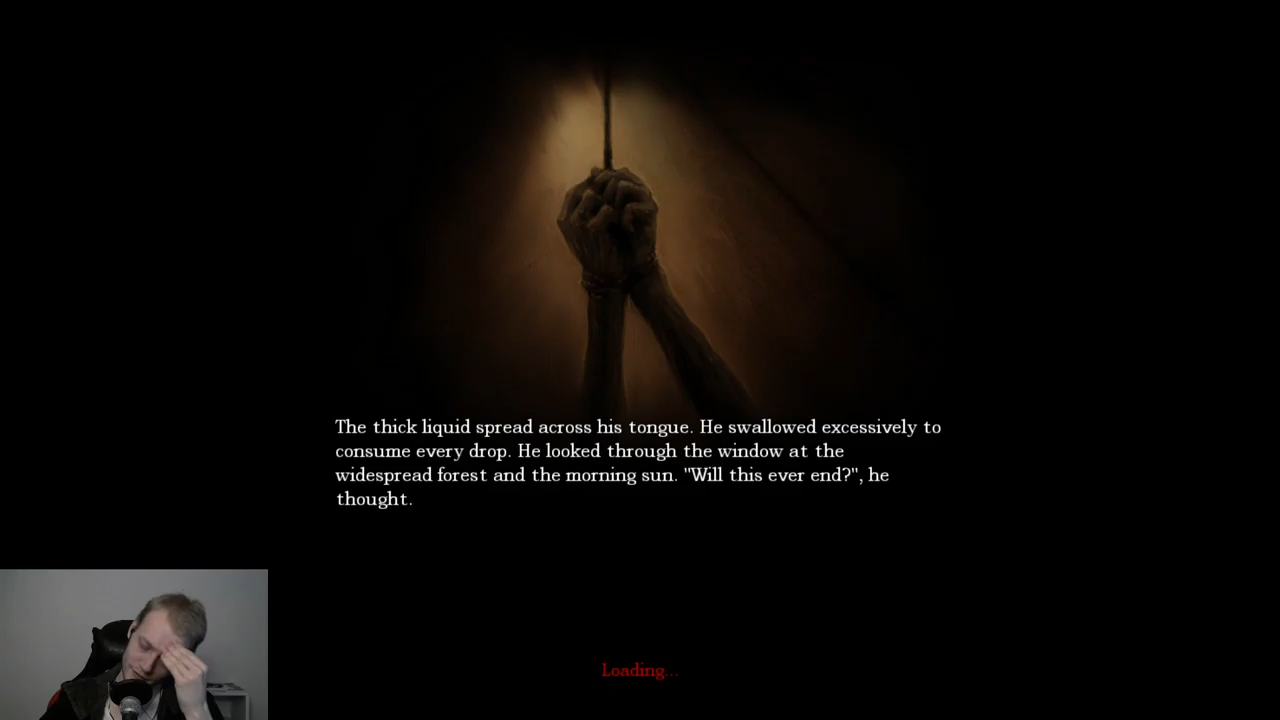 The thick liquid spread across his tongue. He swallowed excessively to
consume every drop. He looked through the window at the
widespread forest and the morning sun. "Will this ever end?", he
thought.
Loading...